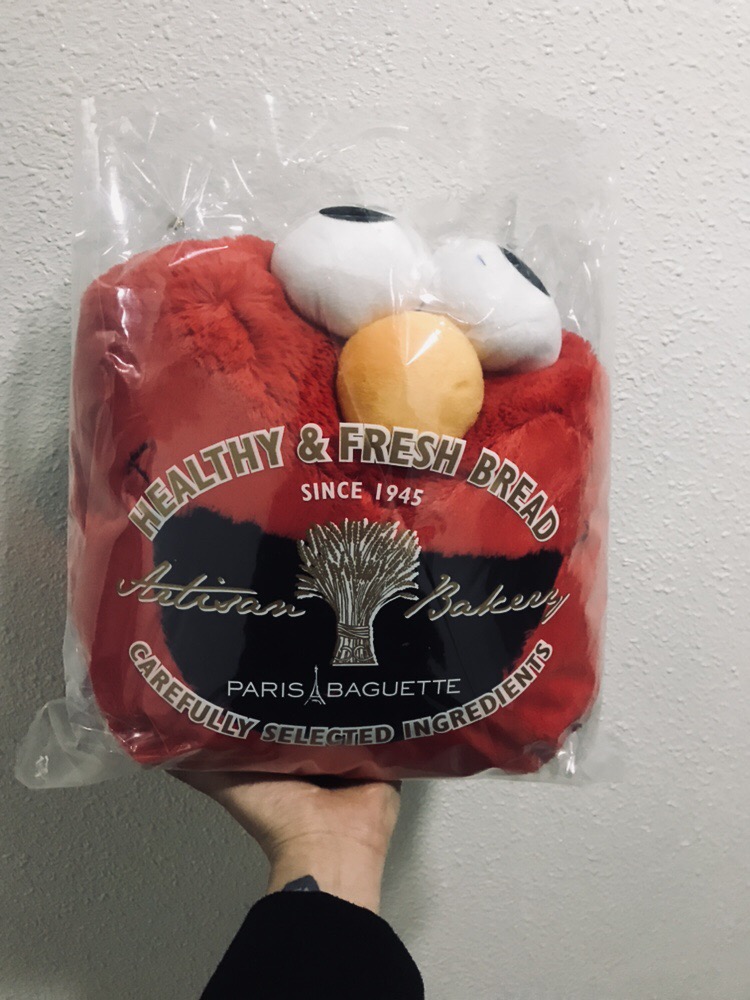 HEALTHY & FRESH BREAD
SINCE 1945
Artisan Bakery
PARIS BAGUETTE
CAREFULLY SELECTED INGREDIENTS